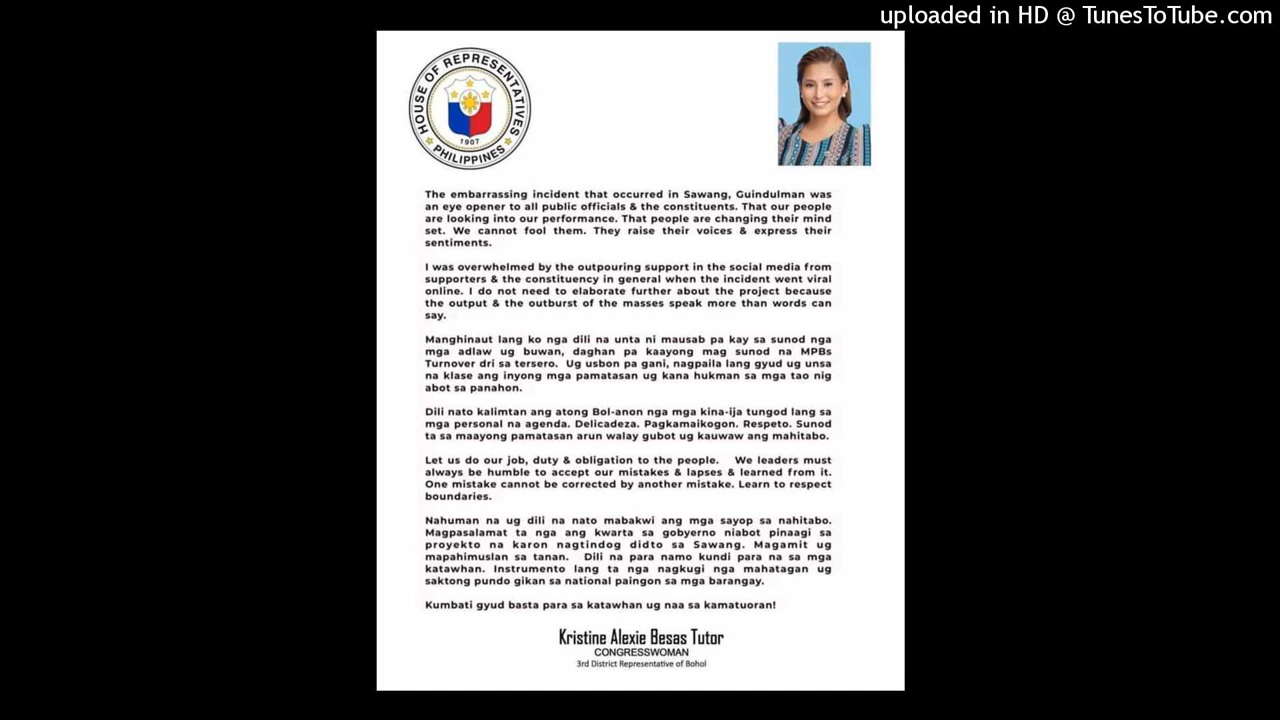 uploaded in HD @ TunesToTube.com
HOUSE OF REPRESENTATIVES
1907
PHILIPPINES
The embarrassing incident that occurred in Sawang, Guindulman was
an eye opener to all public officials & the constituents. That our people
are looking into our performance. That people are changing their mind
set. We cannot fool them. They raise their voices & express their
sentiments.
I was overwhelmed by the outpouring support in the social media from
supporters & the constituency in general when the incident went viral
online. I do not need to elaborate further about the project because
the output & the outburst of the masses speak more than words can
say.
Manghinaut lang ko nga dili na unta ni mausab pa kay sa sunod nga
mga adlaw ug buwan, daghan pa kaayong mag sunod na MPBs
Turnover dri sa tersero. Ug usbon pa gani, nagpaila lang gyud ug unsa
na klase ang inyong mga pamatasan ug kana hukman sa mga tao nig
abot sa panahon.
Dili nato kalimtan ang atong Bol-anon nga mga kina-ija tungod lang sa
mga personal na agenda. Delicadeza. Pagkamaikogon. Respeto. Sunod
ta sa maayong pamatasan arun walay gubot ug kauwaw ang mahitabo.
Let us do our job, duty & obligation to the people. We leaders must
always be humble to accept our mistakes & lapses & learned from it.
One mistake cannot be corrected by another mistake. Learn to respect
boundaries.
Nahuman na ug dili na nato mabakwi ang mga sayop sa nahitabo.
Magpasalamat ta nga ang kwarta sa gobyerno niabot pinaagi sa
proyekto na karon nagtindog didto sa Sawang. Magamit ug
mapahimuslan sa tanan. Dili na para namo kundi para na sa mga
katawhan. Instrumento lang ta nga nagkugi nga mahatagan ug
saktong pundo gikan sa national paingon sa mga barangay.
Kumbati gyud basta para sa katawhan ug naa sa kamatuoran!
Kristine Alexie Besas Tutor
CONGRESSWOMAN
3rd District Representative of Bohol